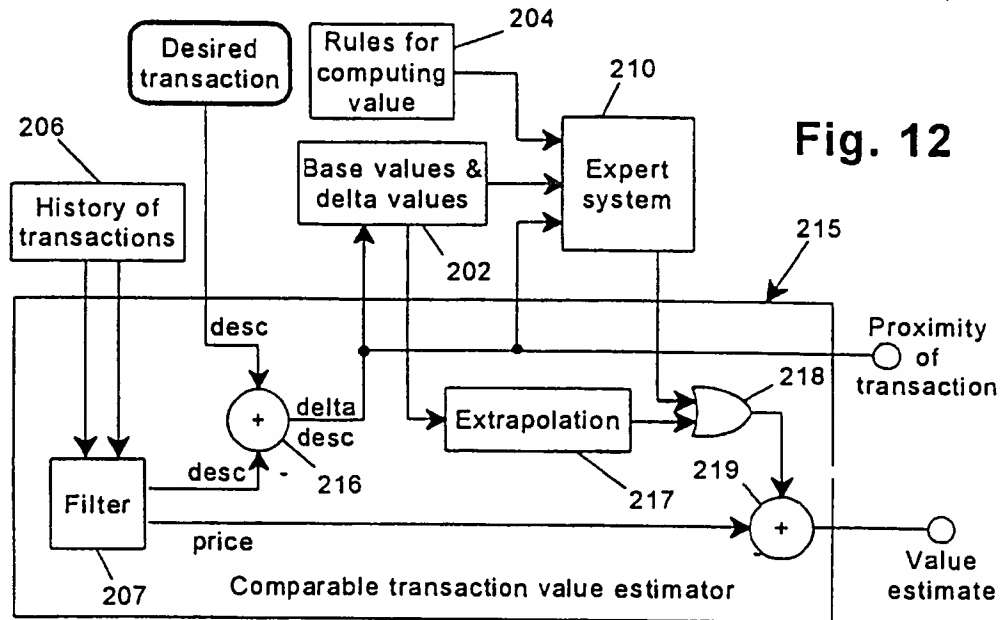 Desired
transaction
204
Rules for
computing
value
210
Fig. 12
206
History of
transactions
Base values &
delta values
Expert
system
202
215
desc
Proximity
of
transaction
delta
desc
+
-
216
desc
Extrapolation
218
217
219
Filter
price
+
-
207
Comparable transaction value estimator
Value
estimate